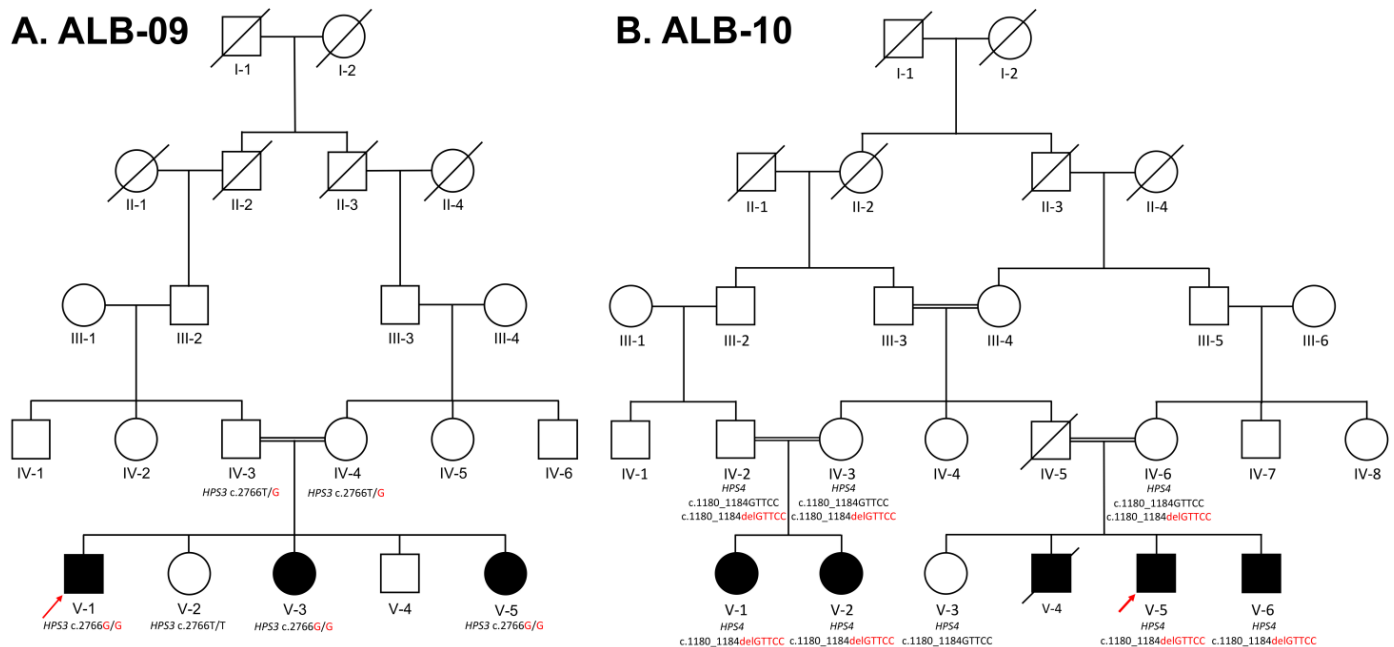 A. ALB-09
I-1
I-2
II-1
II-2
II-3
II-4
III-1
III-2
III-3
III-4
IV-1
IV-2
IV-3
IV-4
IV-5
IV-6
HPS3 c.2766T/G
HPS3 c.2766T/G
V-1
V-2
V-3
V-4
V-5
HPS3 c.2766G/G
HPS3 c.2766T/T
HPS3 c.2766G/G
HPS3 c.2766G/G
B. ALB-10
I-1
I-2
II-1
II-2
II-3
II-4
III-1
III-2
III-3
III-4
III-5
III-6
IV-1
IV-2
HPS4
c.1180_1184GTTCC
c.1180_1184delGTTCC
IV-3
HPS4
c.1180_1184GTTCC
c.1180_1184delGTTCC
IV-4
IV-5
IV-6
HPS4
c.1180_1184GTTCC
c.1180_1184delGTTCC
IV-7
IV-8
V-1
HPS4
c.1180_1184delGTTCC
V-2
HPS4
c.1180_1184delGTTCC
V-3
HPS4
c.1180_1184GTTCC
V-4
V-5
HPS4
c.1180_1184delGTTCC
V-6
HPS4
c.1180_1184delGTTCC